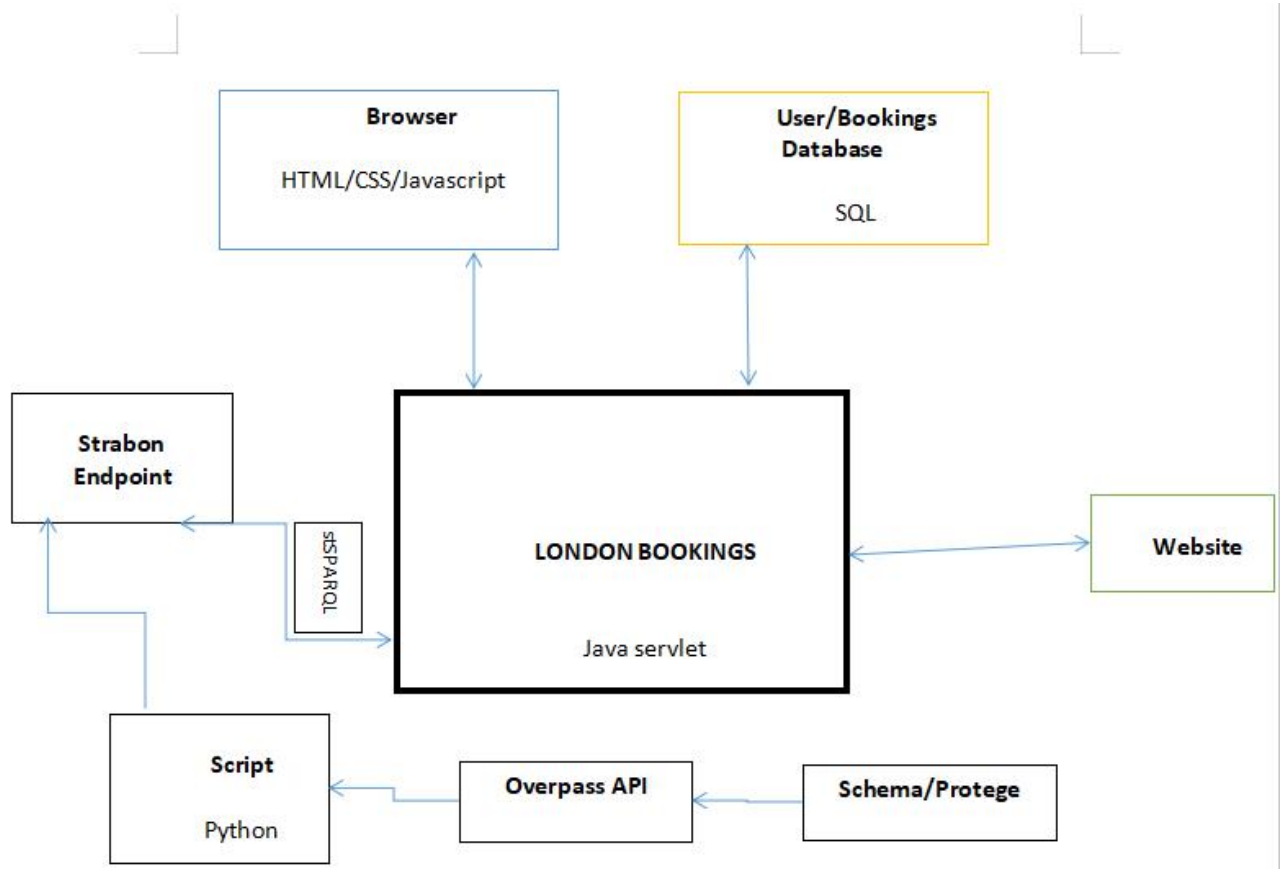 Browser
HTML/CSS/Javascript
User/Bookings
Database
SQL
Strabon
Endpoint
stSPARQL
LONDON BOOKINGS
Java servlet
Website
Script
Python
Overpass API
Schema/Protege